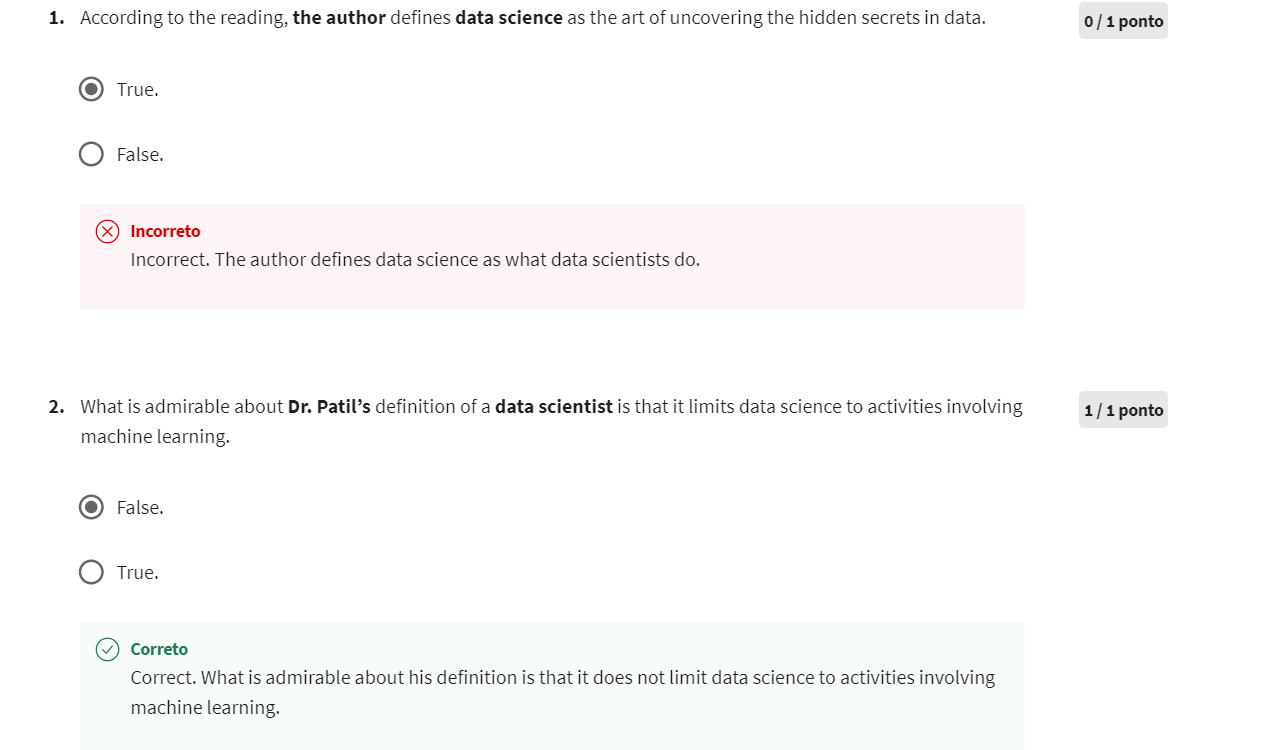 1. According to the reading, the author defines data science as the art of uncovering the hidden secrets in data.
0 / 1 ponto
True.
False.
Incorreto
Incorrect. The author defines data science as what data scientists do.
2. What is admirable about Dr. Patil’s definition of a data scientist is that it limits data science to activities involving
machine learning.
1 / 1 ponto
False.
True.
Correto
Correct. What is admirable about his definition is that it does not limit data science to activities involving
machine learning.